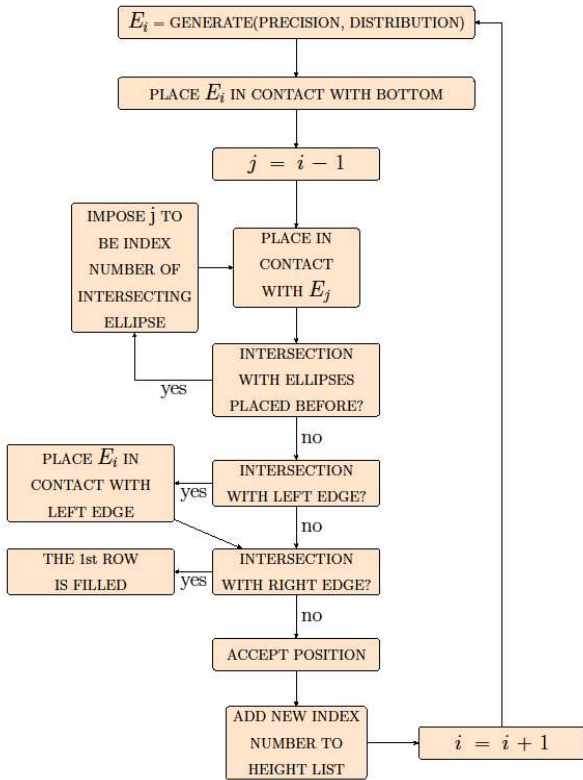 E_i = GENERATE(PRECISION, DISTRIBUTION)
PLACE E_i IN CONTACT WITH BOTTOM
j = i − 1
IMPOSE j TO
BE INDEX
NUMBER OF
INTERSECTING
ELLIPSE
PLACE IN
CONTACT
WITH E_j
INTERSECTION
WITH ELLIPSES
PLACED BEFORE?
yes
no
PLACE E_i IN
CONTACT WITH
LEFT EDGE
INTERSECTION
WITH LEFT EDGE?
yes
no
THE 1st ROW
IS FILLED
INTERSECTION
WITH RIGHT EDGE?
yes
no
ACCEPT POSITION
ADD NEW INDEX
NUMBER TO
HEIGHT LIST
i = i + 1